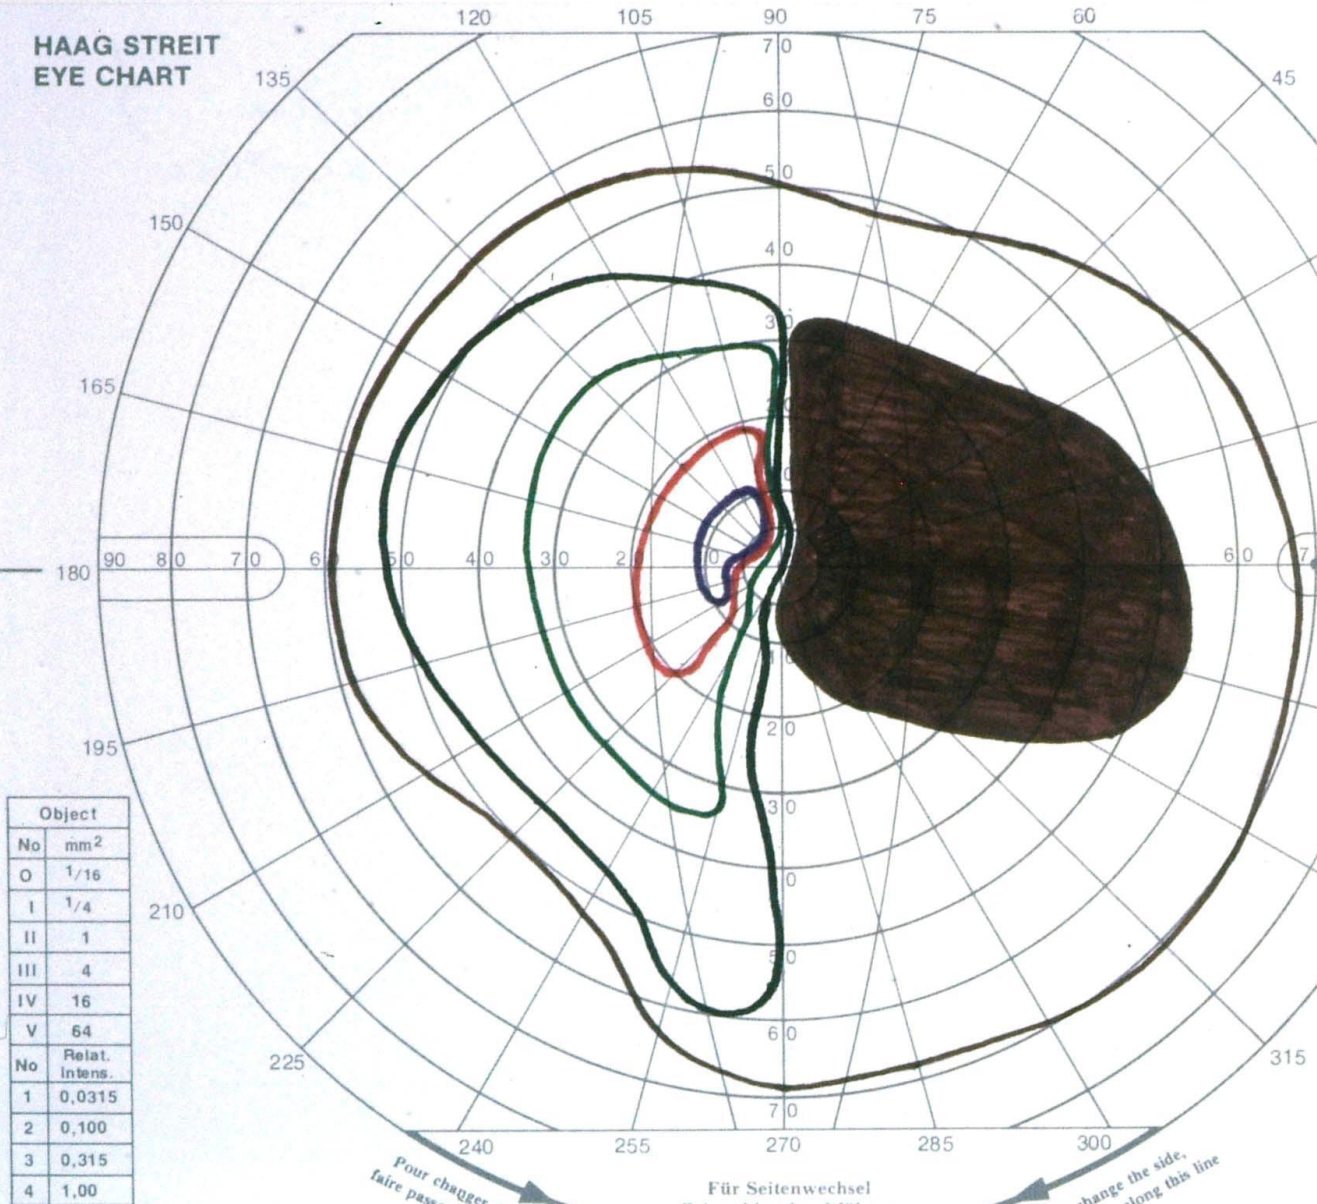 HAAG STREIT
EYE CHART
120 105 90 75 60
135 45
150
165
180
195
210
225
240 255 270 285 300
315
70
60
50
40
30
90 80 70 60 50 40 30 20 60
20
30
50
60
70
Object
No mm²
O 1/16
I 1/4
II 1
III 4
IV 16
V 64
No Relat.
Intens.
1 0,0315
2 0,100
3 0,315
4 1,00
Pour changer
faire
Für Seitenwechsel
change the side,
along this line